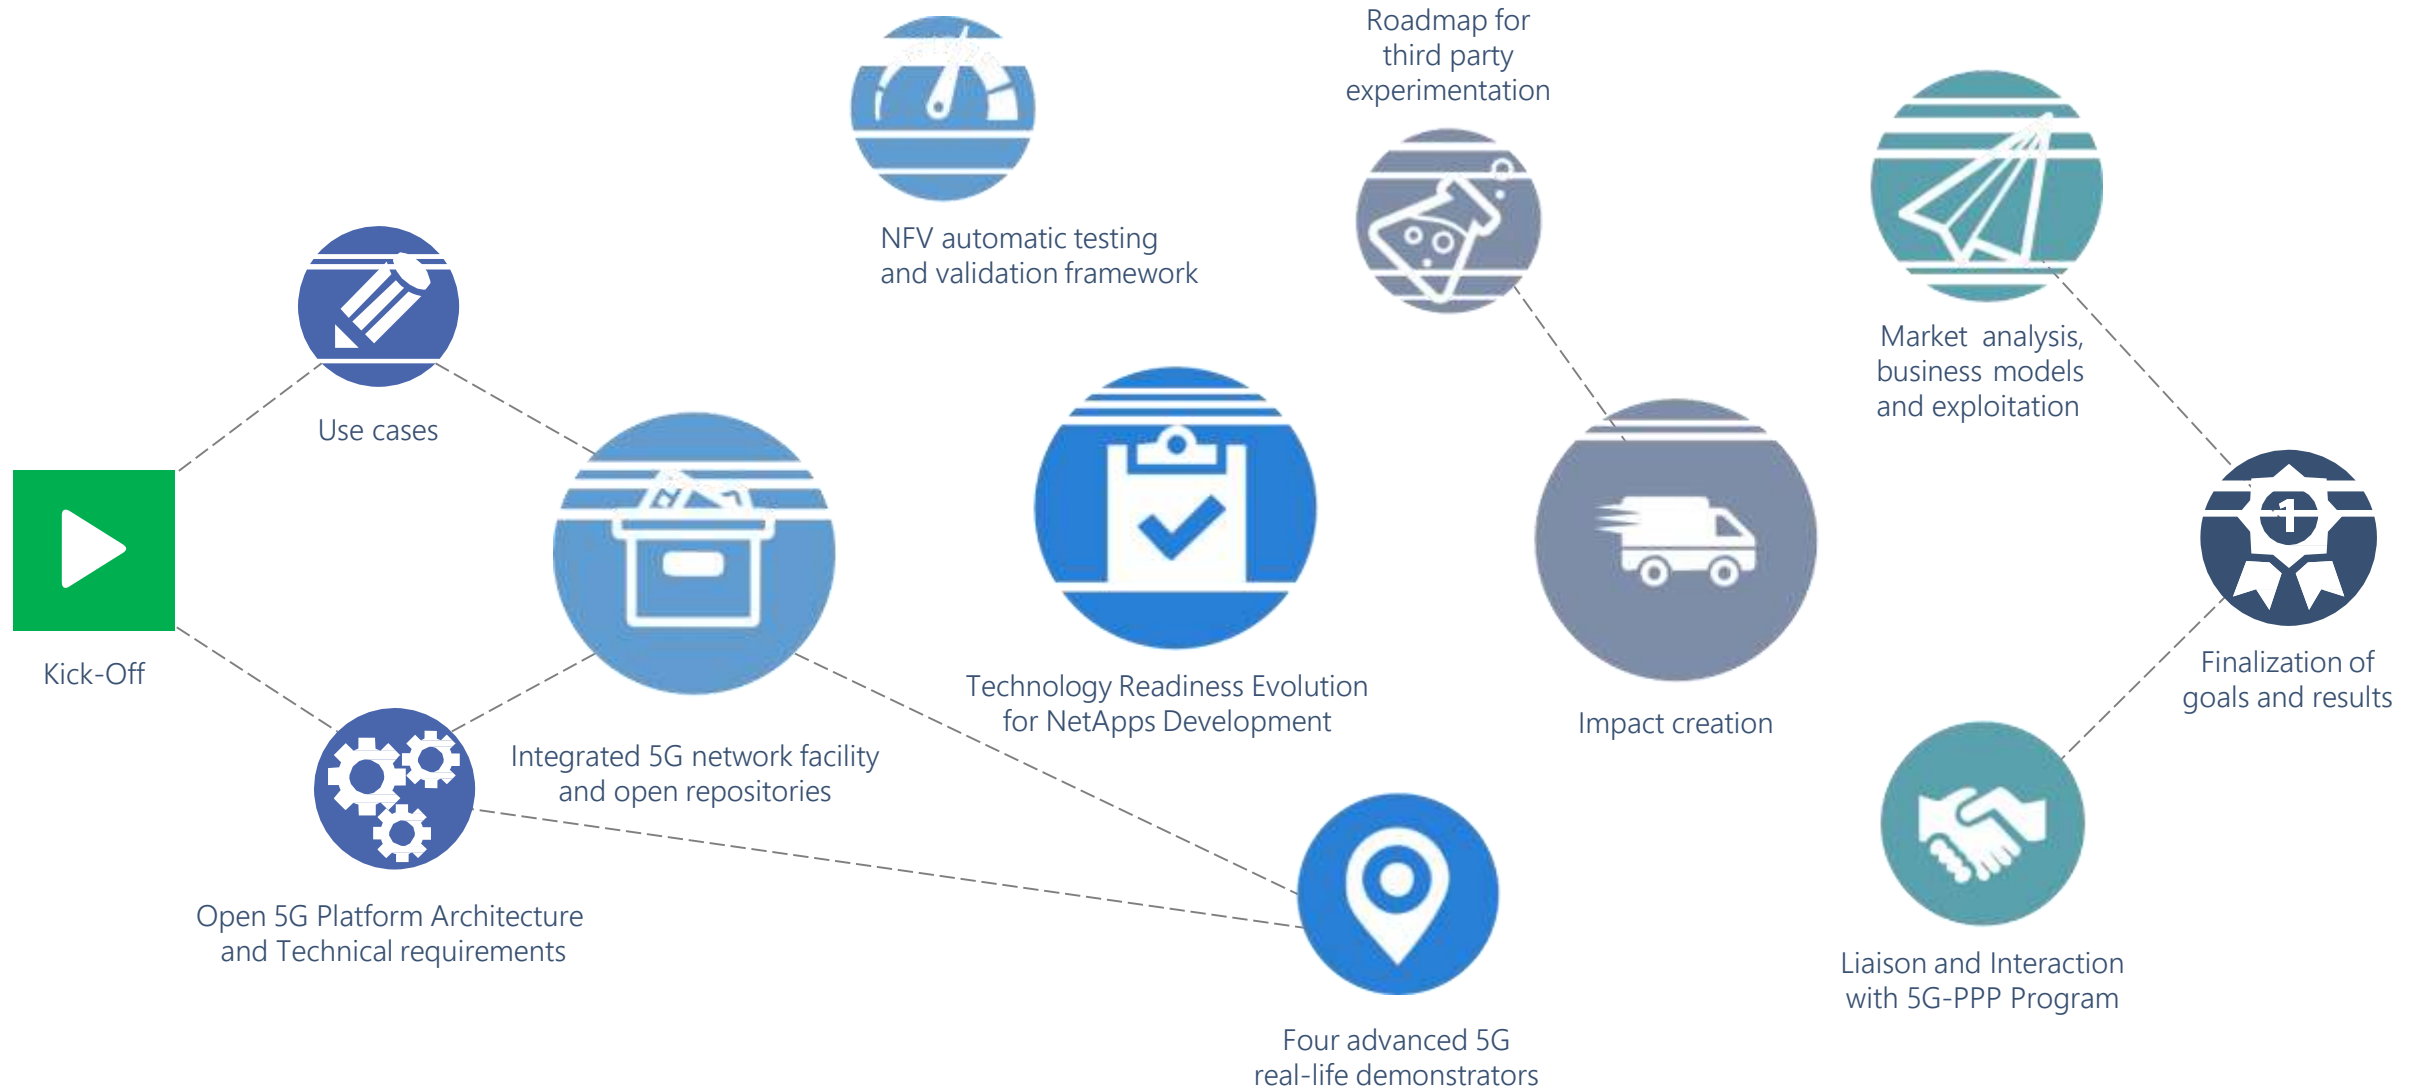 Roadmap for
third party
experimentation
NFV automatic testing
and validation framework
Market analysis,
business models
and exploitation
Use cases
1
Kick-Off
Technology Readiness Evolution
for NetApps Development
Impact creation
Finalization of
goals and results
Integrated 5G network facility
and open repositories
Open 5G Platform Architecture
and Technical requirements
Liaison and Interaction
with 5G-PPP Program
Four advanced 5G
real-life demonstrators